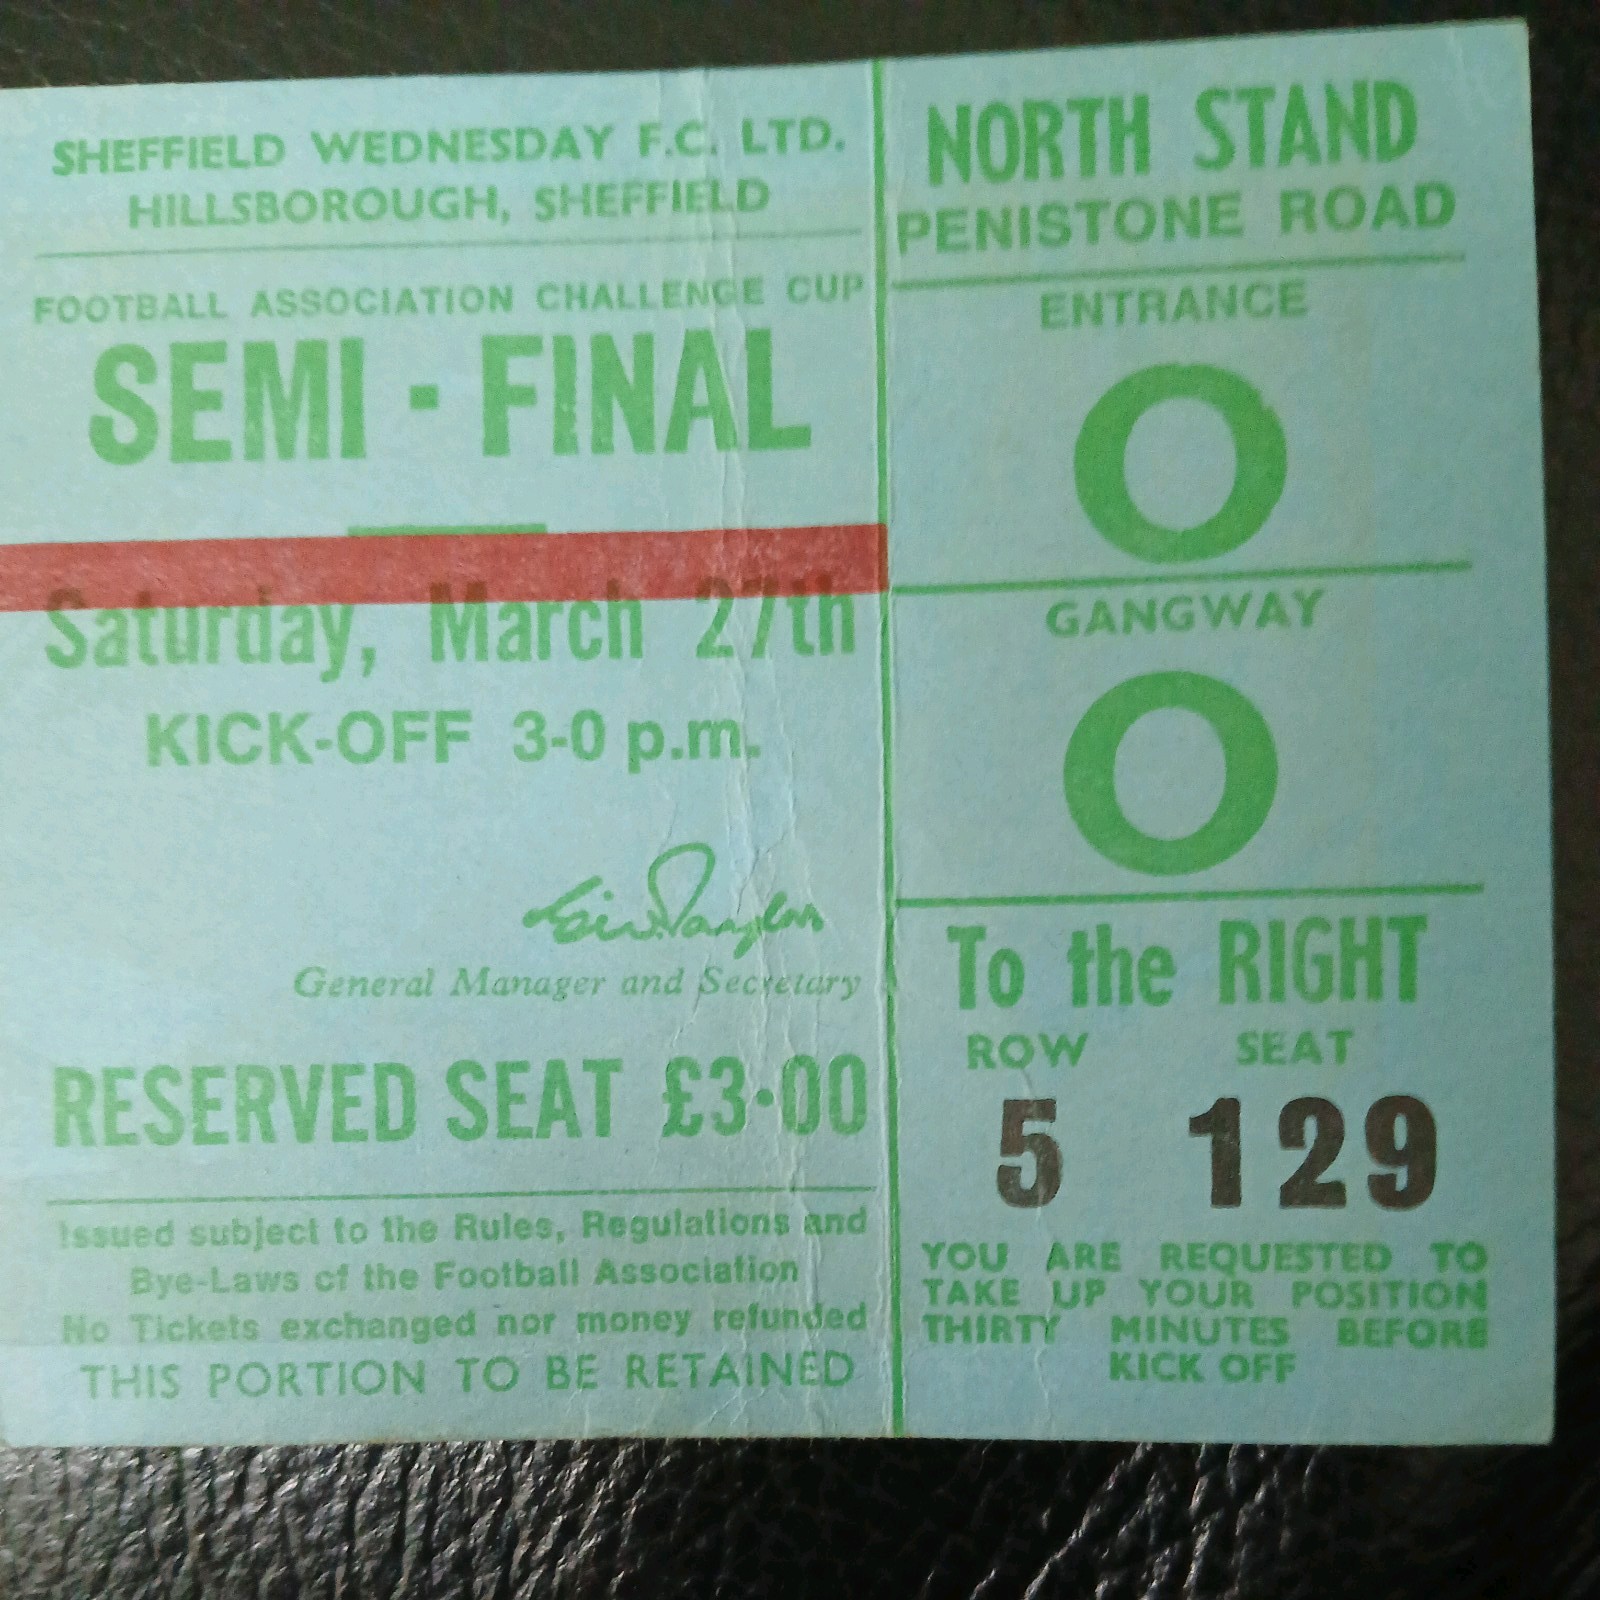 SHEFFIELD WEDNESDAY F.C. LTD.
HILLSBOROUGH, SHEFFIELD
FOOTBALL ASSOCIATION CHALLENGE CUP
SEMI - FINAL
Saturday, March 27th
KICK-OFF 3-0 p.m.
General Manager and Secretary
RESERVED SEAT £3·00
Issued subject to the Rules, Regulations and
Bye-Laws of the Football Association
No Tickets exchanged nor money refunded
THIS PORTION TO BE RETAINED
NORTH STAND
PENISTONE ROAD
ENTRANCE
O
GANGWAY
O
To the RIGHT
ROW SEAT
5 129
YOU ARE REQUESTED TO
TAKE UP YOUR POSITION
THIRTY MINUTES BEFORE
KICK OFF